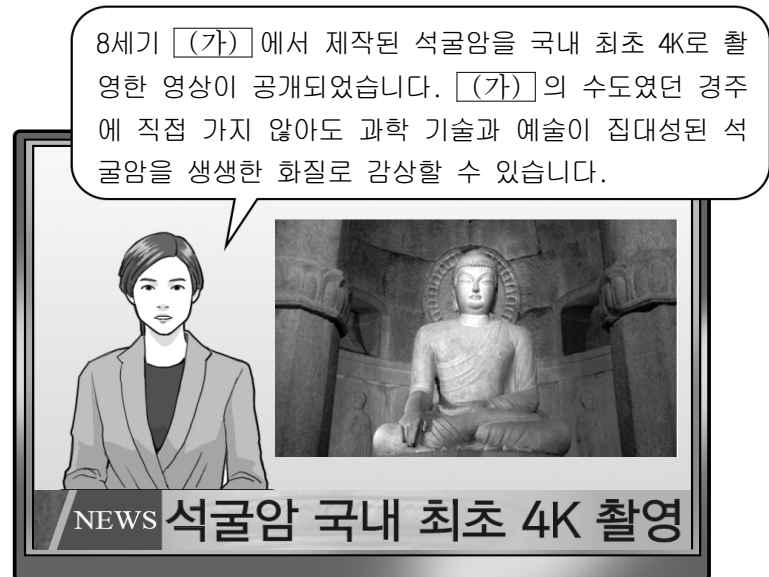 8세기 (가) 에서 제작된 석굴암을 국내 최초 4K로 촬
영한 영상이 공개되었습니다. (가) 의 수도였던 경주
에 직접 가지 않아도 과학 기술과 예술이 집대성된 석
굴암을 생생한 화질로 감상할 수 있습니다.
NEWS 석굴암 국내 최초 4K 촬영